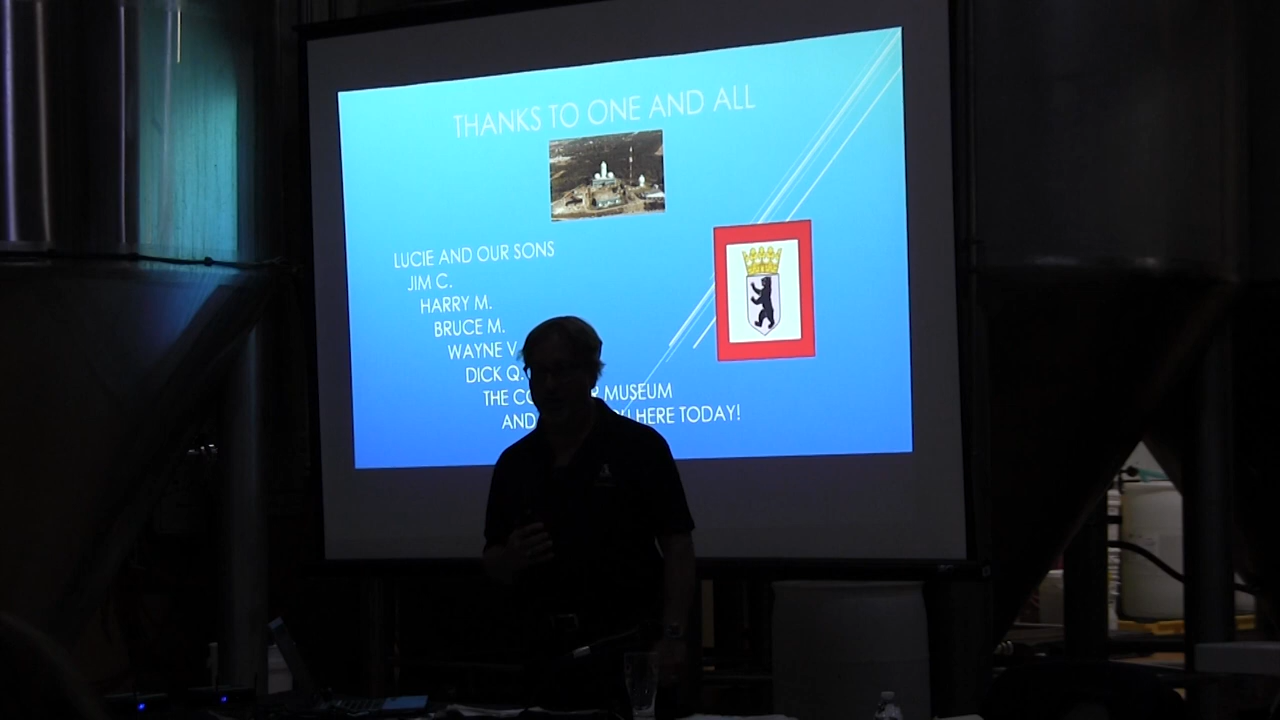 THANKS TO ONE AND ALL
LUCIE AND OUR SONS
JIM C.
HARRY M.
BRUCE M.
WAYNE V
DICK Q.
THE MUSEUM
AND HERE TODAY!